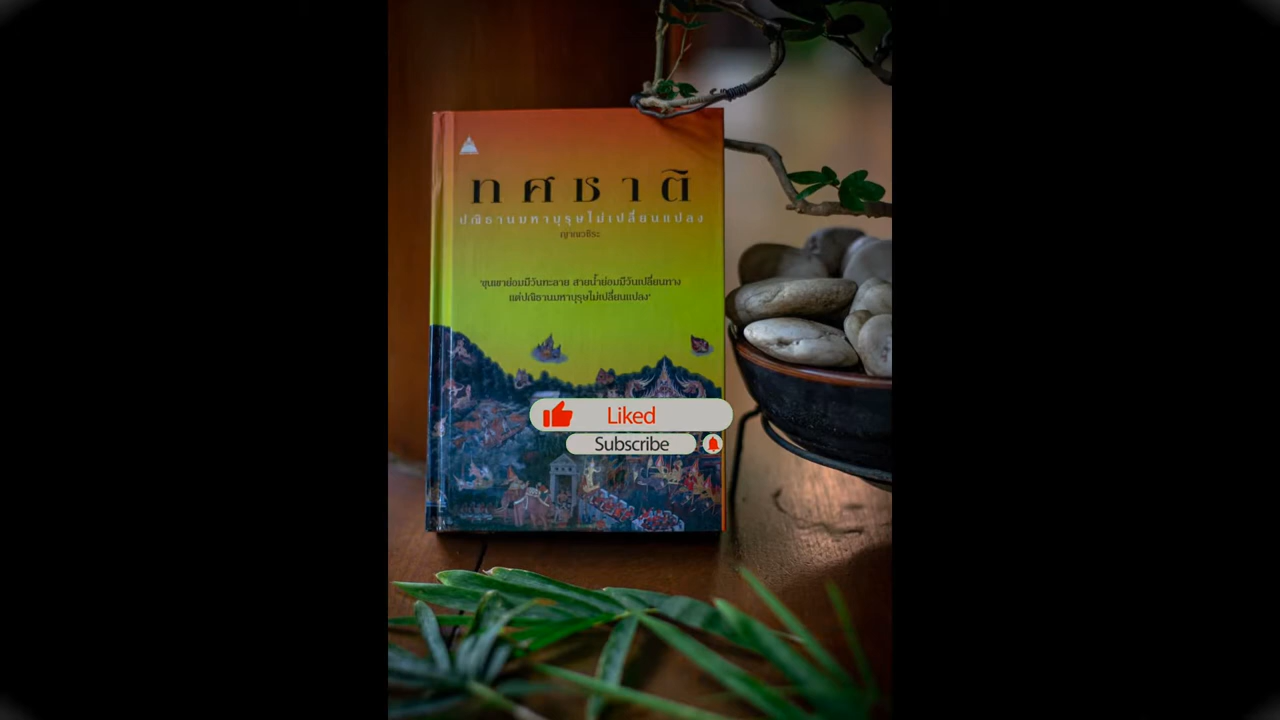 ทศชาติ
ปณิธานมหาบุรุษไม่เปลี่ยนแปลง
ญาณวชิระ
'ขุนเขาย่อมมีวันทะลาย สายน้ำย่อมมีวันเปลี่ยนทาง
แต่ปณิธานมหาบุรุษไม่เปลี่ยนแปลง'
Liked
Subscribe